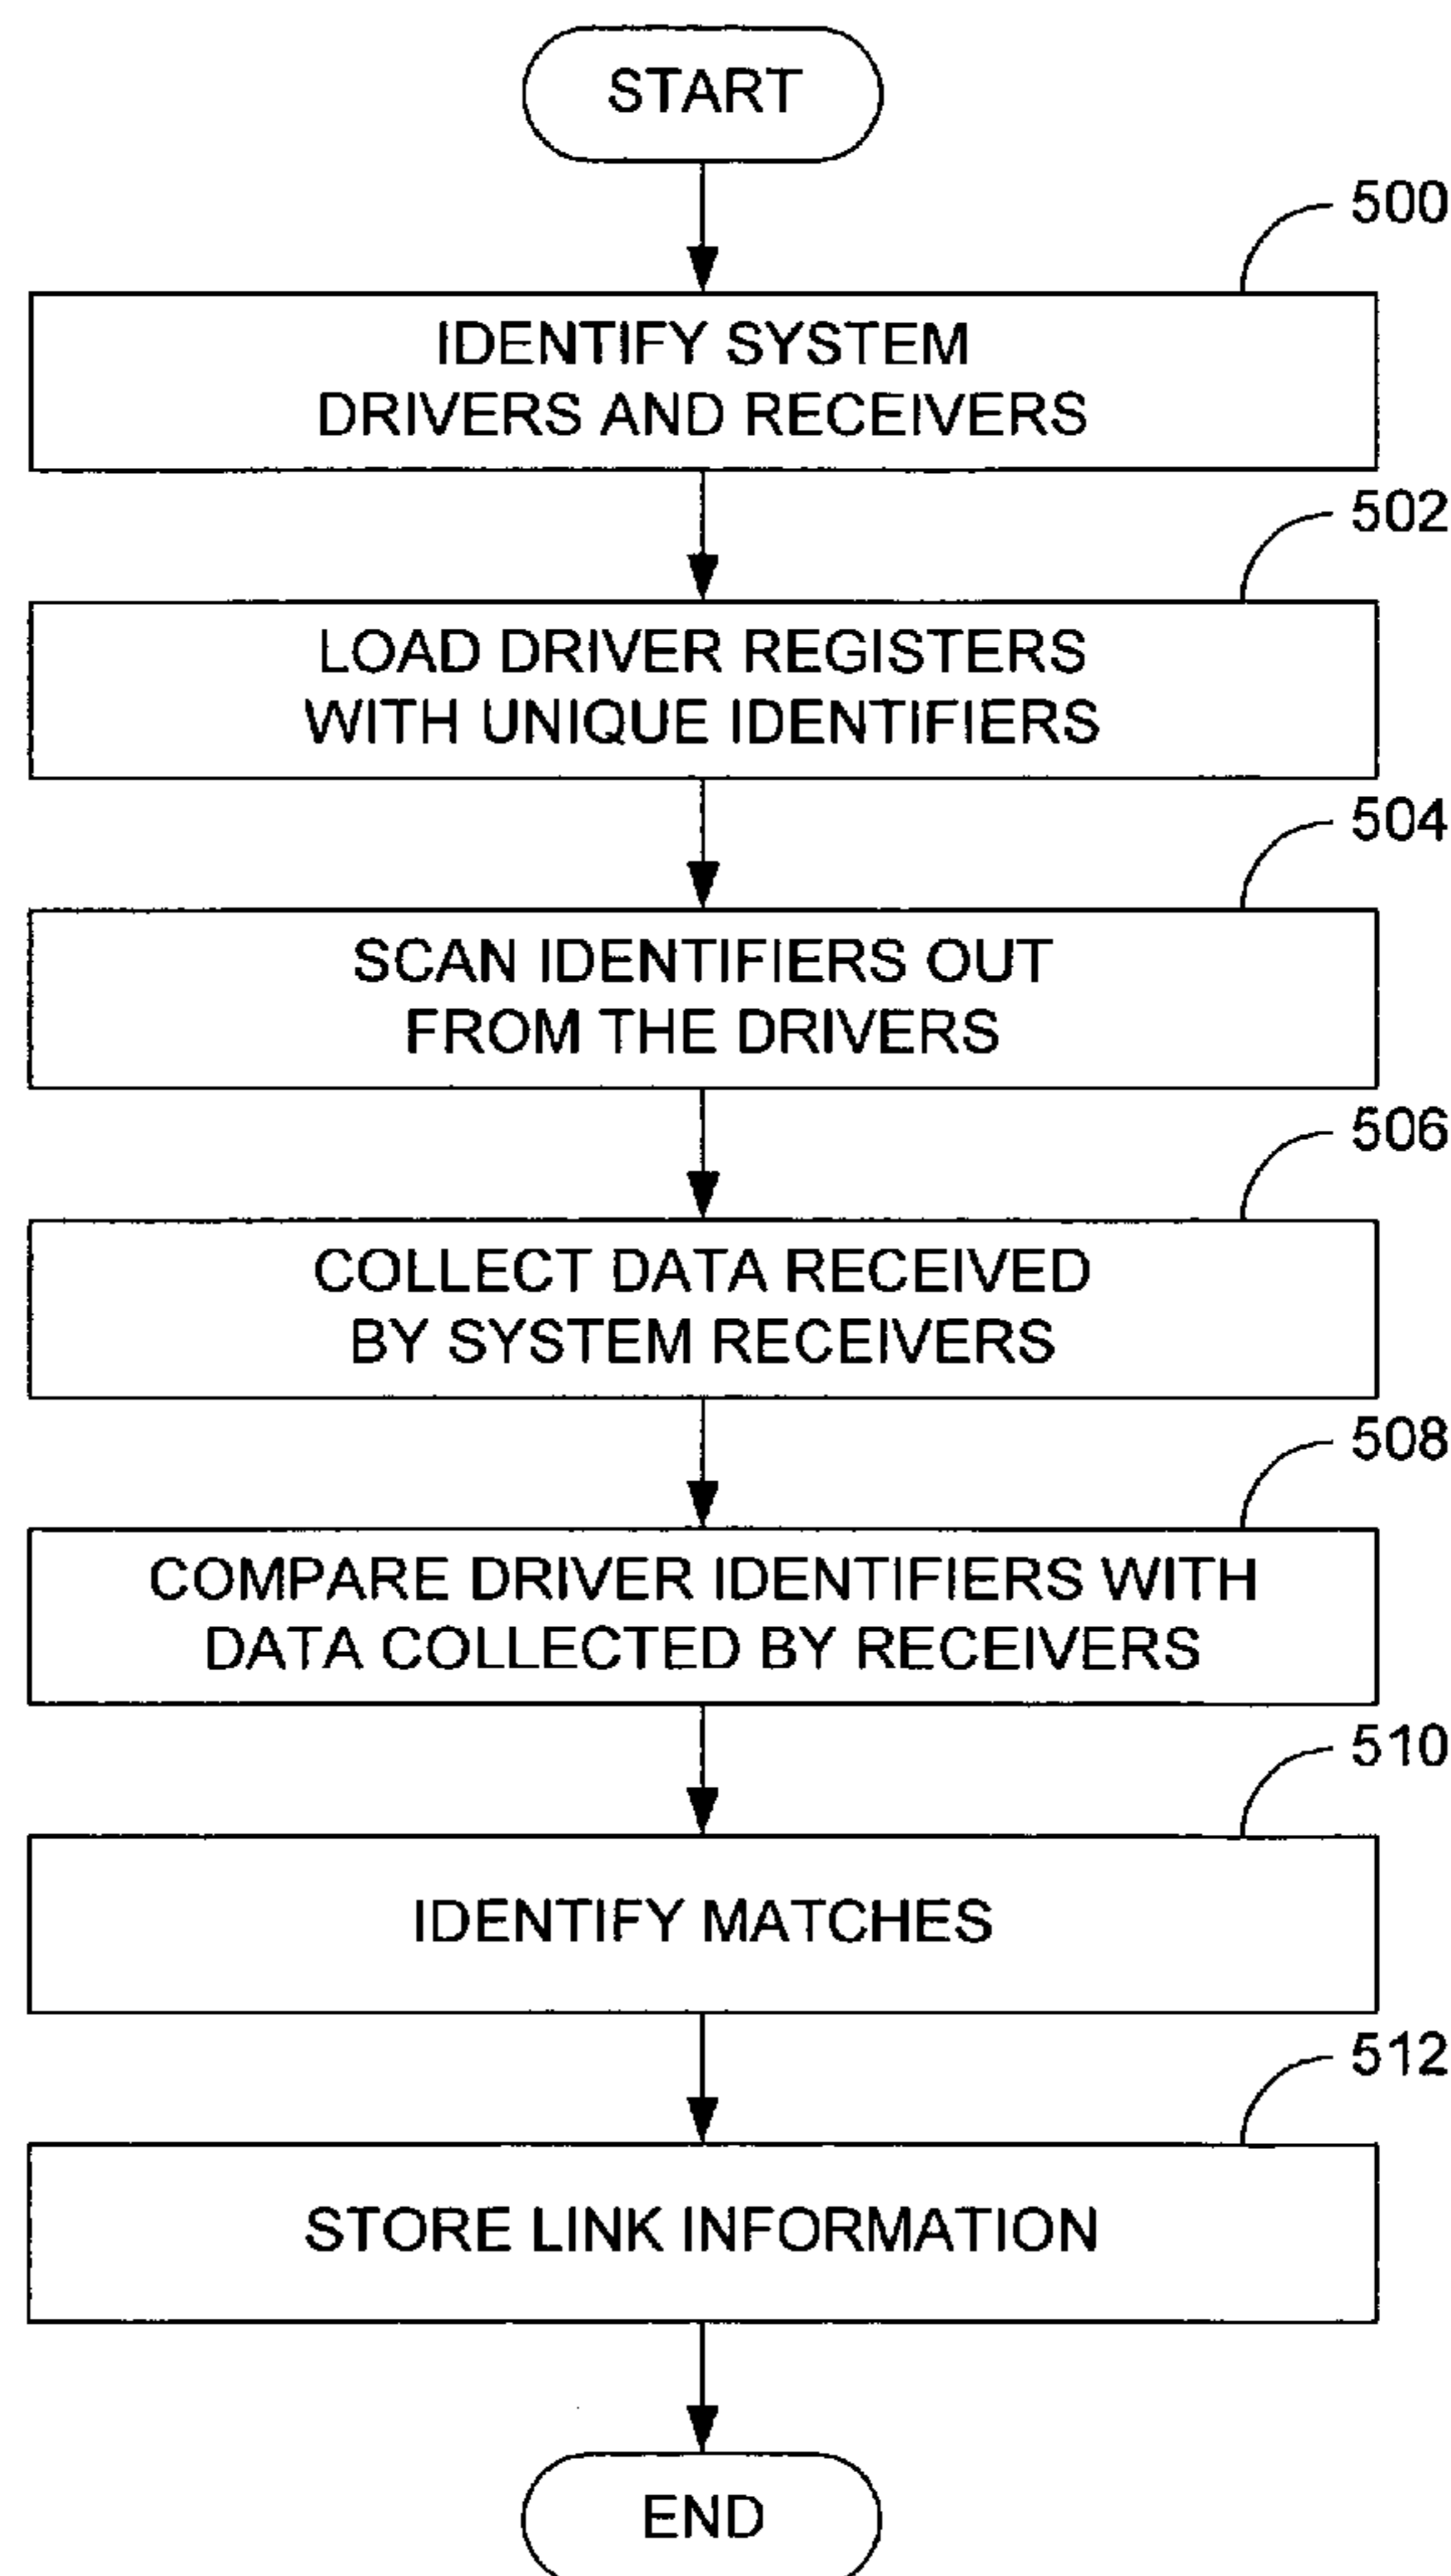 START
500
IDENTIFY SYSTEM
DRIVERS AND RECEIVERS
502
LOAD DRIVER REGISTERS
WITH UNIQUE IDENTIFIERS
504
SCAN IDENTIFIERS OUT
FROM THE DRIVERS
506
COLLECT DATA RECEIVED
BY SYSTEM RECEIVERS
508
COMPARE DRIVER IDENTIFIERS WITH
DATA COLLECTED BY RECEIVERS
510
IDENTIFY MATCHES
512
STORE LINK INFORMATION
END